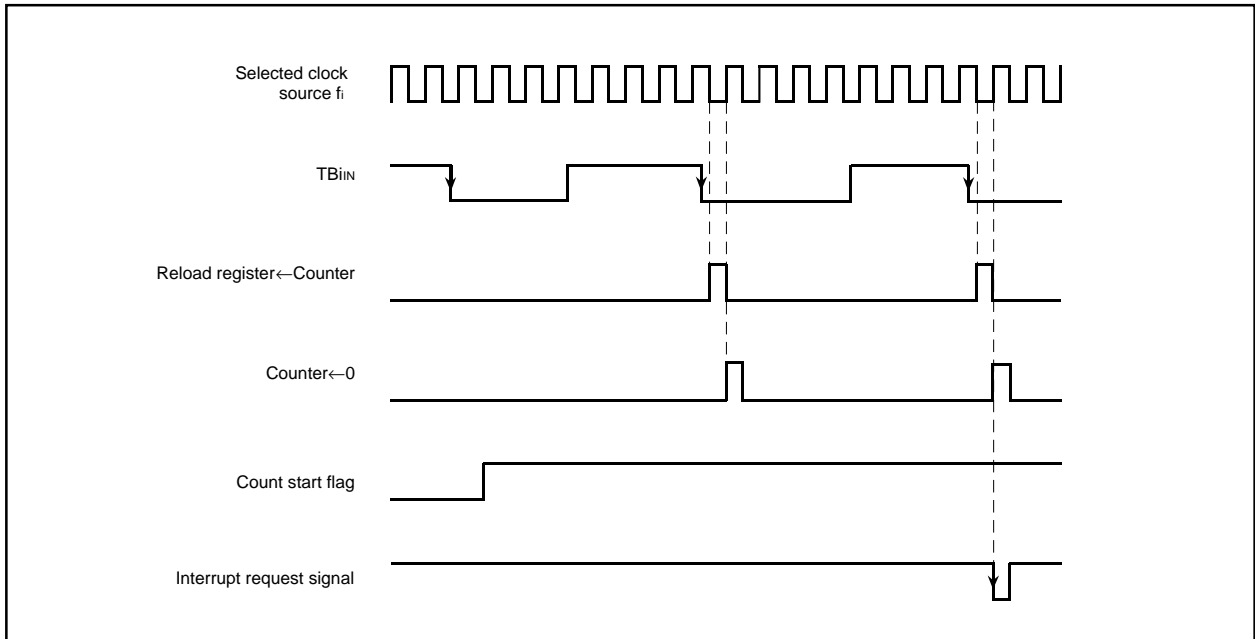 Selected clock
source fi
TBiIN
Reload register←Counter
Counter←0
Count start flag
Interrupt request signal